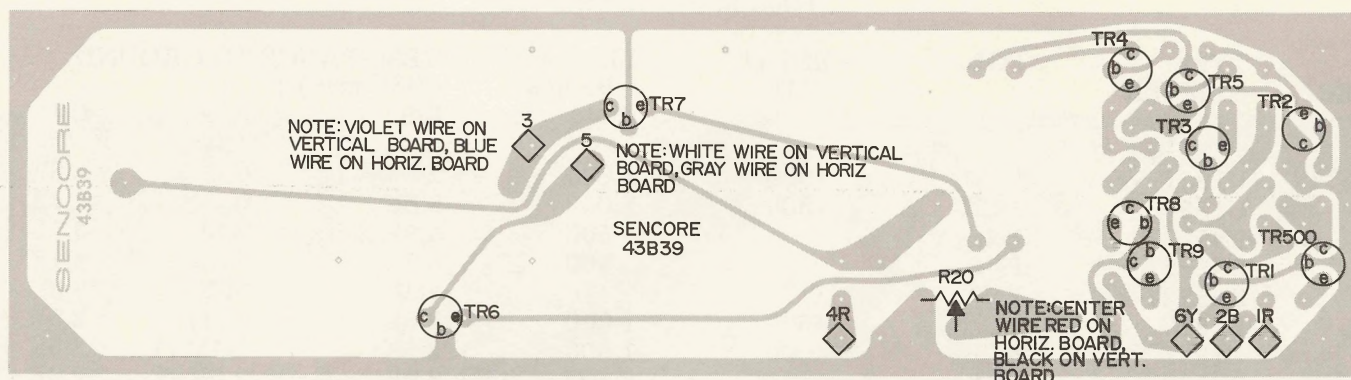 SENCORE
43B39
NOTE: VIOLET WIRE ON
VERTICAL BOARD, BLUE
WIRE ON HORIZ. BOARD
3
5
c e
b
TR7
NOTE: WHITE WIRE ON VERTICAL
BOARD, GRAY WIRE ON HORIZ
BOARD
SENCORE
43B39
c e
b
TR6
4R
R20
NOTE: CENTER
WIRE RED ON
HORIZ. BOARD,
BLACK ON VERT.
BOARD
TR4
c
b
e
TR5
c
b
e
TR2
e
b
c
TR3
c e
b
TR8
c
e b
TR9
c b
e
TR1
c
b
e
TR500
c
b
e
6Y
2B
1R